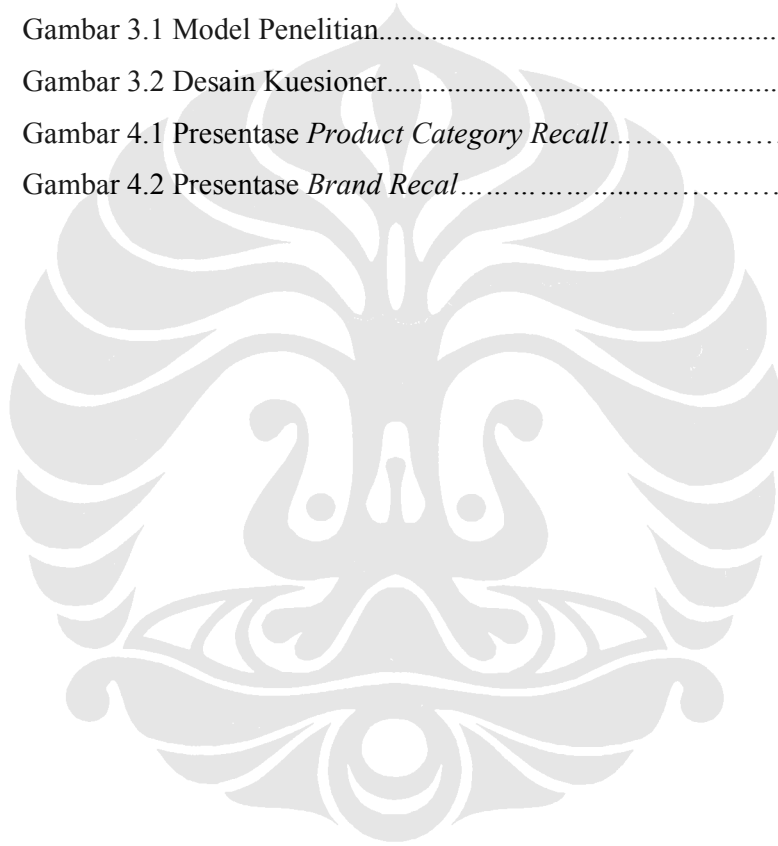 Gambar 3.1 Model Penelitian.....................................................
Gambar 3.2 Desain Kuesioner....................................................
Gambar 4.1 Presentase Product Category Recall.......................
Gambar 4.2 Presentase Brand Recal...........................................